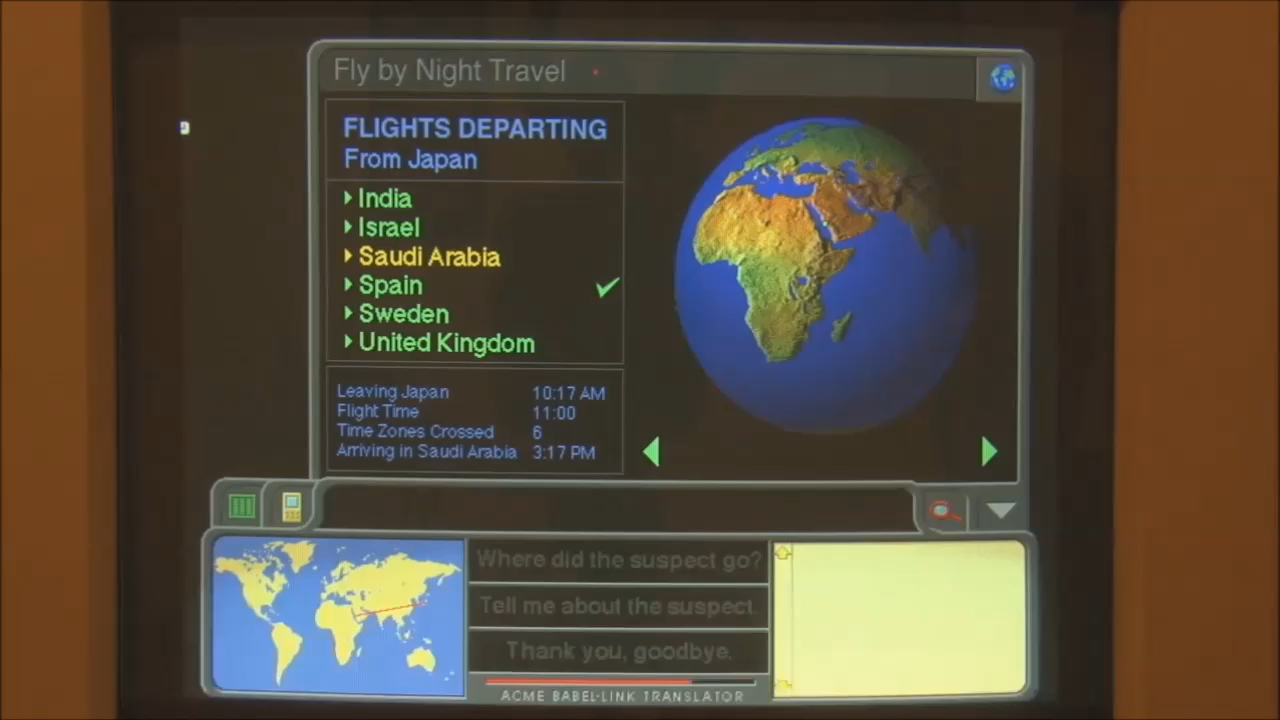 Fly by Night Travel
FLIGHTS DEPARTING
From Japan
India
Israel
Saudi Arabia
Spain
Sweden
United Kingdom
Leaving Japan 10:17 AM
Flight Time 11:00
Time Zones Crossed 6
Arriving in Saudi Arabia 3:17 PM
Where did the suspect go?
Tell me about the suspect.
Thank you, goodbye.
ACME BABEL-LINK TRANSLATOR